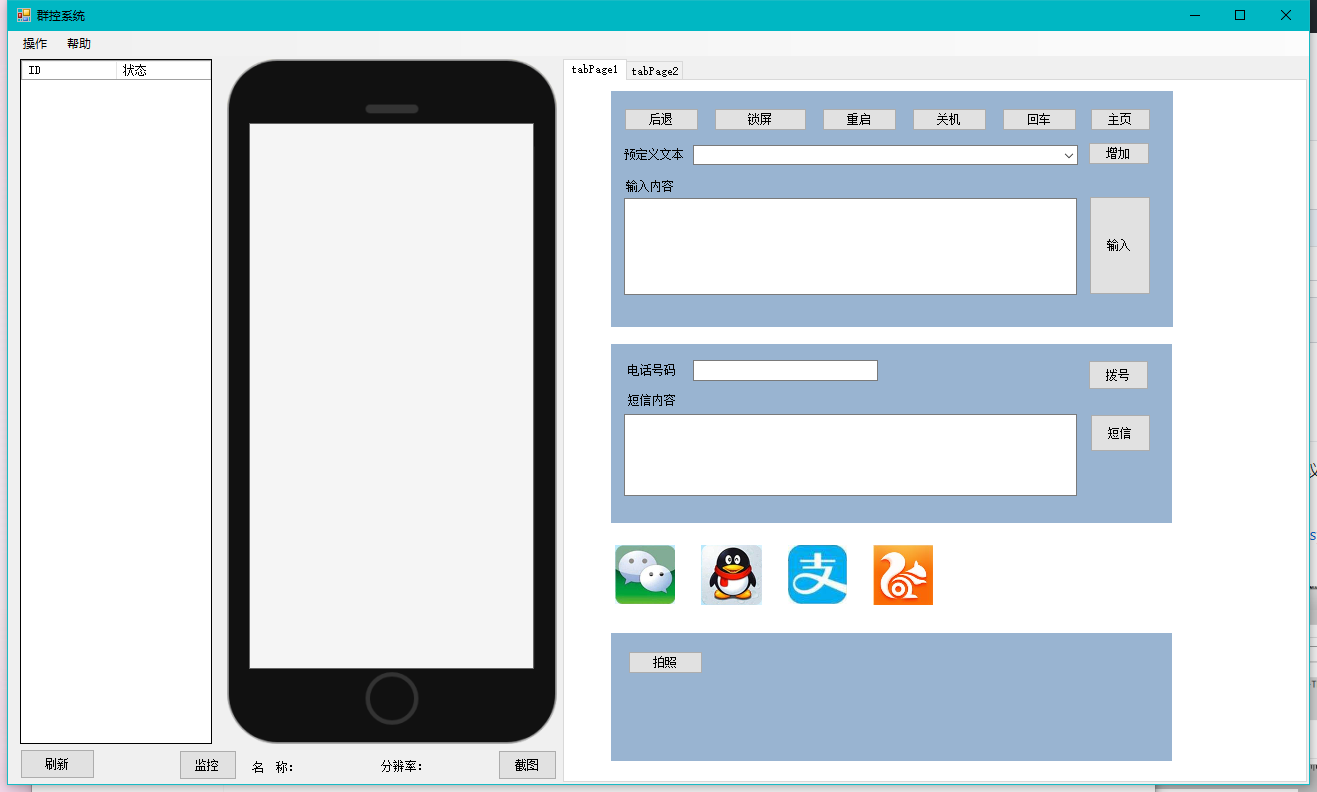 群控系统
操作 帮助
ID 状态
tabPage1 tabPage2
后退 锁屏 重启 关机 回车 主页
预定义文本 增加
输入内容
输入
电话号码 拨号
短信内容
短信
支
拍照
刷新 监控 名 称: 分辨率: 截图